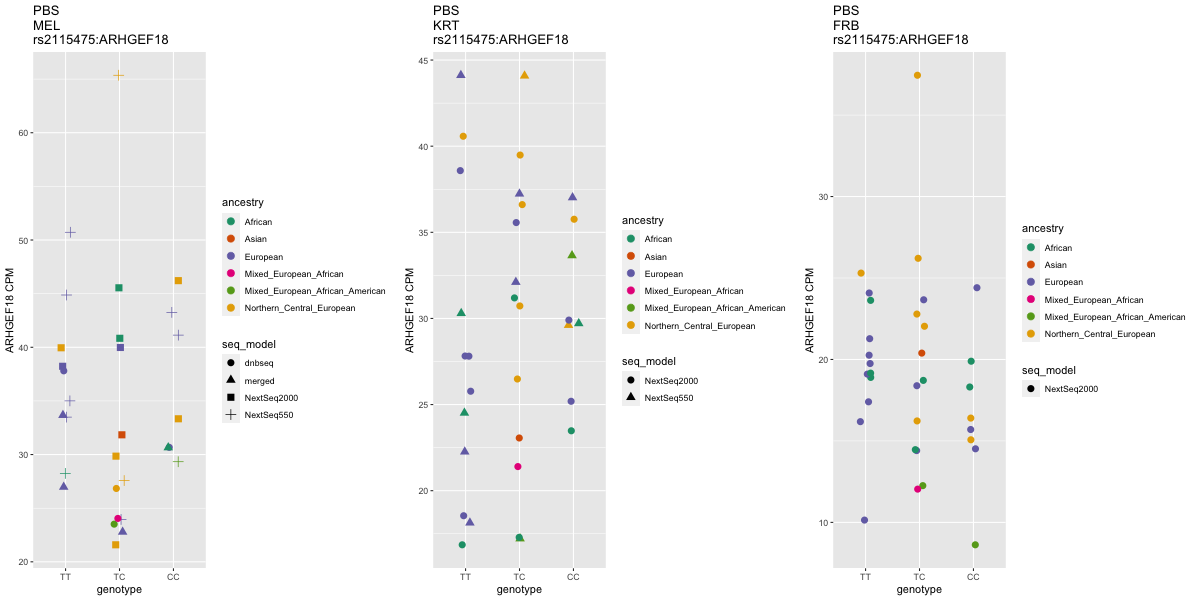 PBS
MEL
rs2115475:ARHGEF18
ARHGEF18 CPM
60
50
40
30
20
TT
TC
CC
genotype
ancestry
African
Asian
European
Mixed_European_African
Mixed_European_African_American
Northern_Central_European
seq_model
dnbseq
merged
NextSeq2000
NextSeq550
PBS
KRT
rs2115475:ARHGEF18
ARHGEF18 CPM
45
40
35
30
25
20
TT
TC
CC
genotype
ancestry
African
Asian
European
Mixed_European_African
Mixed_European_African_American
Northern_Central_European
seq_model
NextSeq2000
NextSeq550
PBS
FRB
rs2115475:ARHGEF18
ARHGEF18 CPM
30
20
10
TT
TC
CC
genotype
ancestry
African
Asian
European
Mixed_European_African
Mixed_European_African_American
Northern_Central_European
seq_model
NextSeq2000